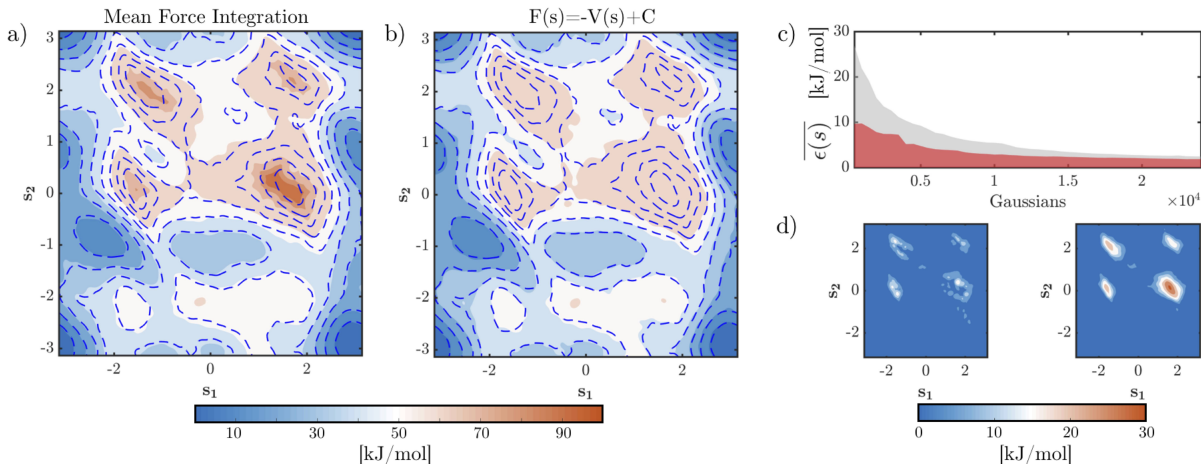 Mean Force Integration
F(s)=-V(s)+C
a)
3
2
1
0
-1
-2
-3
s₂
-2
0
2
s₁
b)
3
2
1
0
-1
-2
-3
s₂
-2
0
2
s₁
10
30
50
70
90
[kJ/mol]
c)
30
20
10
0
ϵ(s) [kJ/mol]
0.5
1
1.5
2
Gaussians
×10⁴
d)
2
0
-2
s₂
-2
0
2
s₁
2
0
-2
s₂
-2
0
2
s₁
0
10
20
30
[kJ/mol]